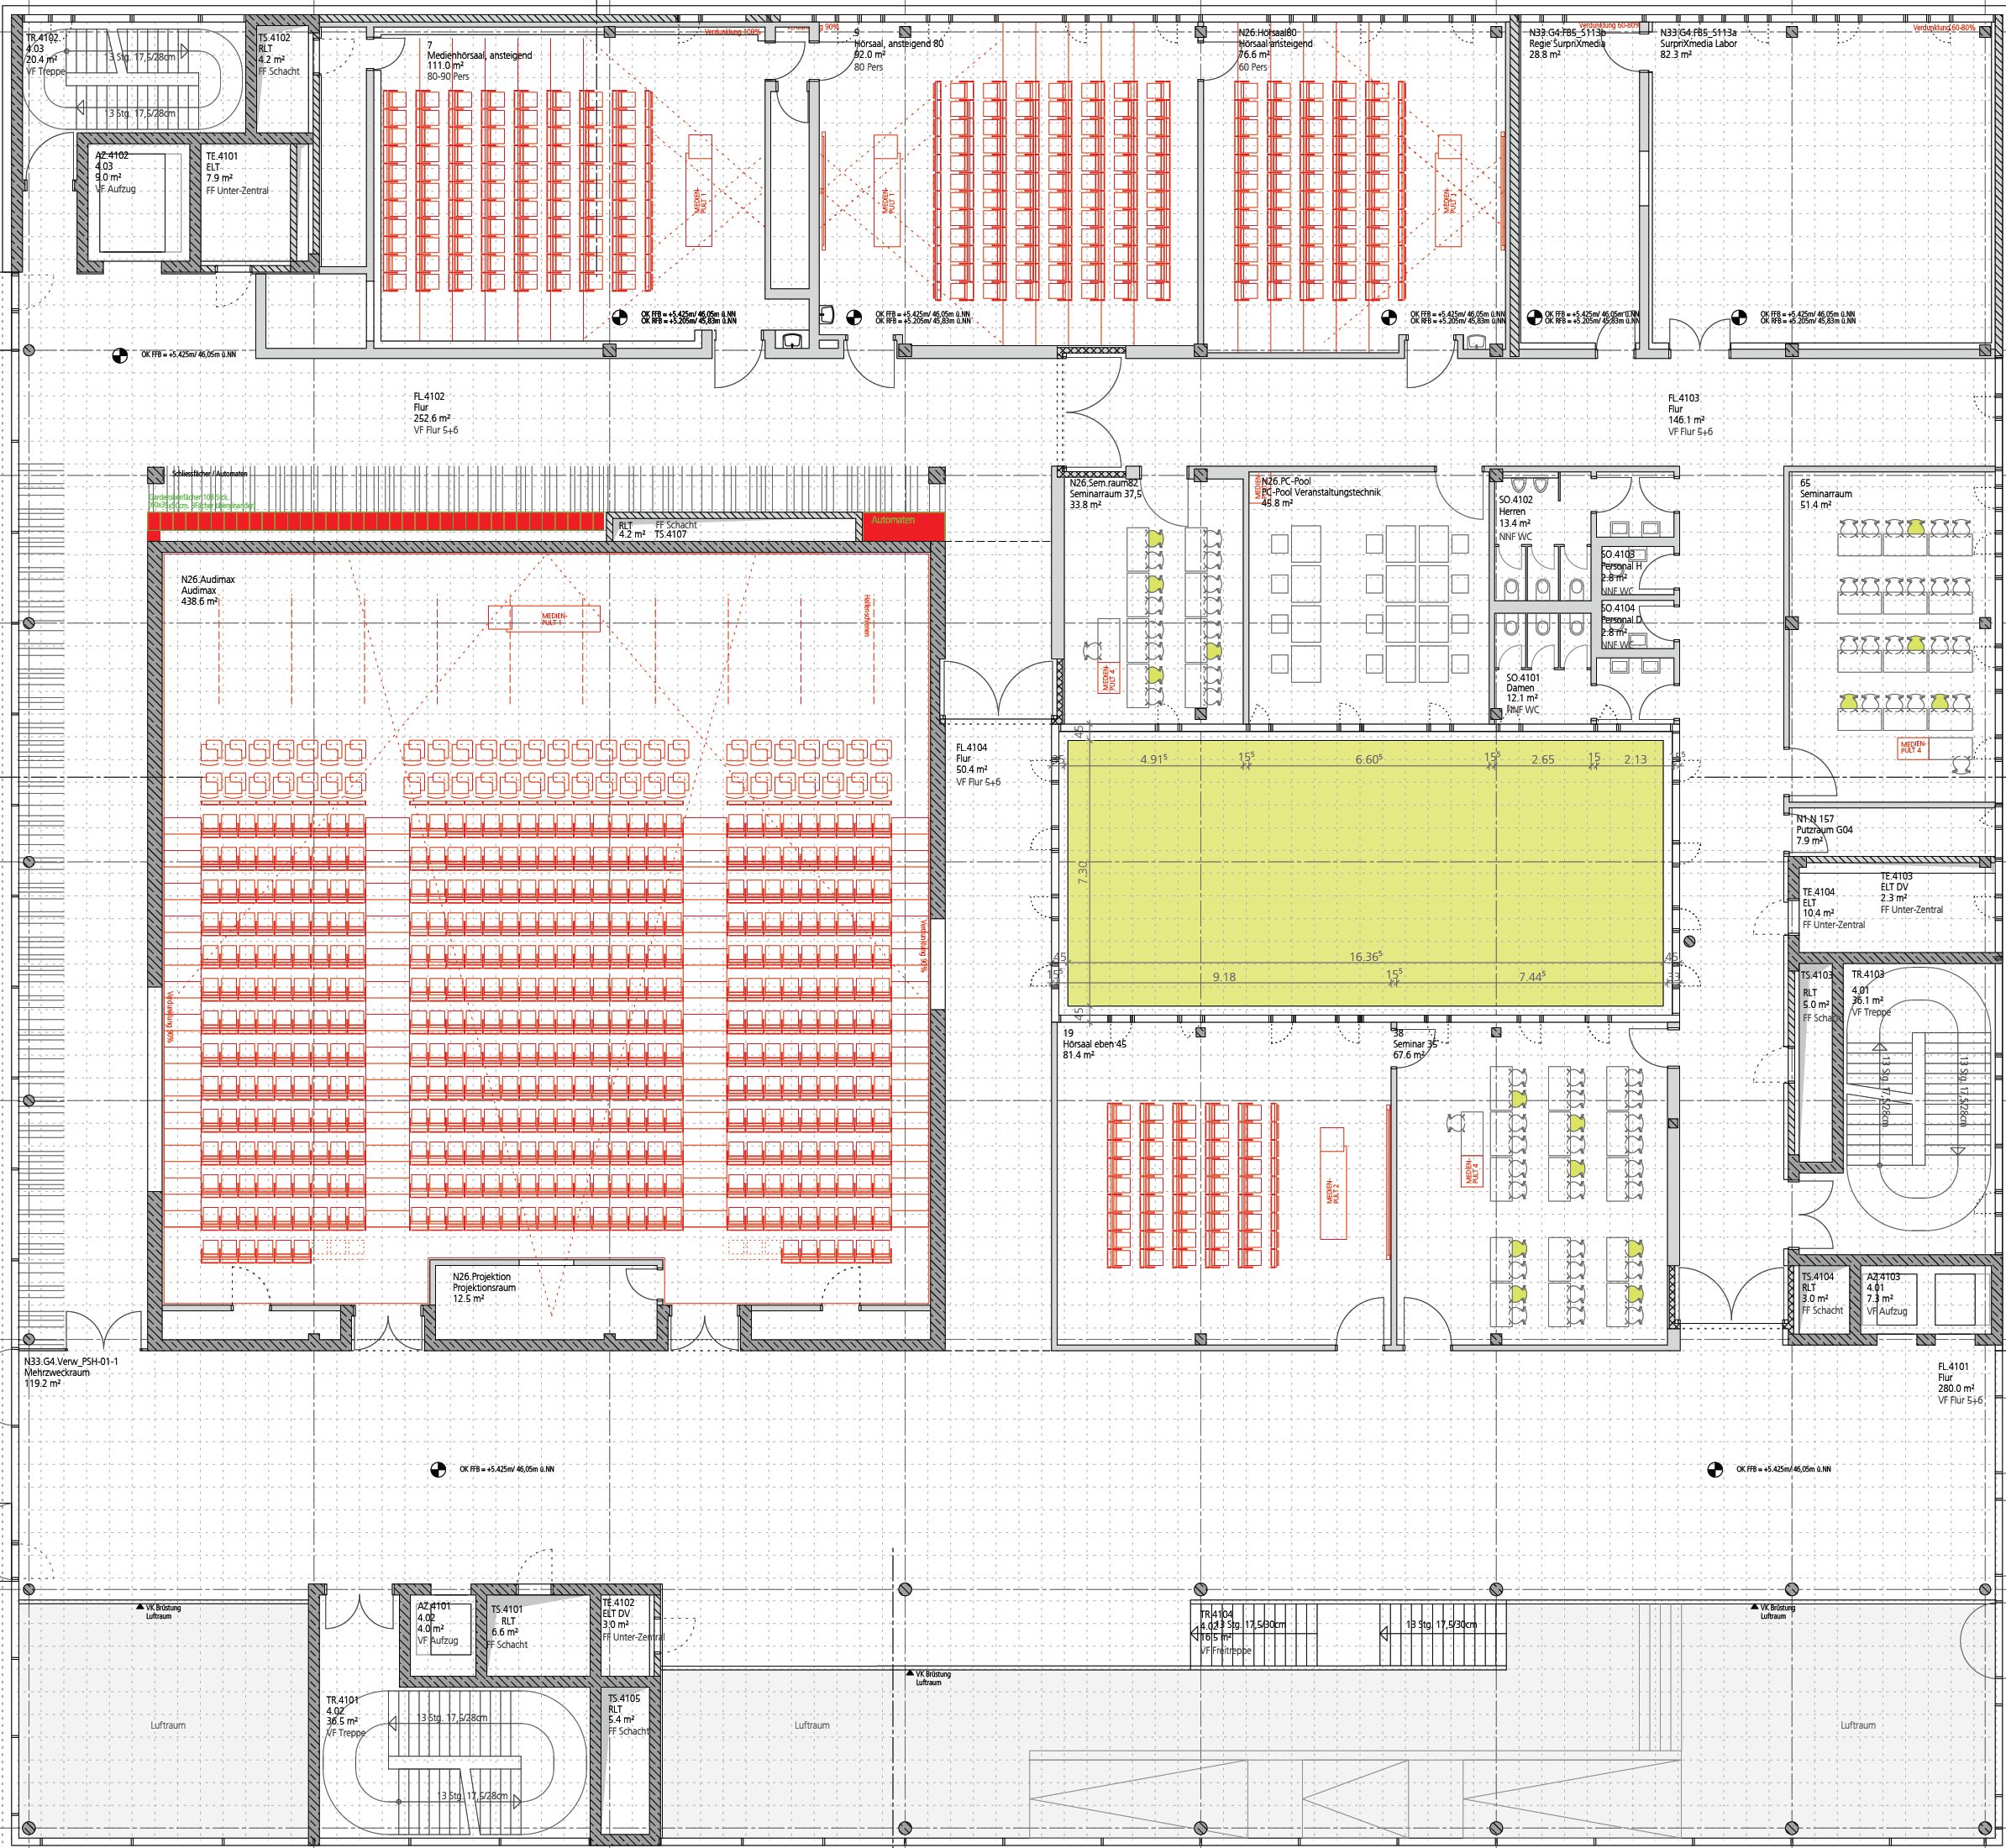 TR.4102
4.03
20.4 m²
VF Treppe
13 Stg. 17,5/28cm
13 Stg. 17,5/28cm
TS.4102
RLT
4.2 m²
FF Schacht
AZ.4102
4.03
9.0 m²
VF Aufzug
TE.4101
ELT
7.9 m²
FF Unter-Zentral
7
Medienhörsaal, ansteigend
111.0 m²
80-90 Pers
Verdunklung 100%
MEDIEN-
PULT 1
9
Hörsaal, ansteigend 80
92.0 m²
80 Pers
MEDIEN-
PULT 1
N26.Hörsaal80
Hörsaal ansteigend
76.6 m²
60 Pers
N33.G4.FB5_S113b
Regie SurpriXmedia
28.8 m²
Verdunklung 60-80%
N33.G4.FB5_S113a
SurpriXmedia Labor
82.3 m²
Verdunklung 60-80%
OK FFB = +5.425m/ 46,05m ü.NN
OK RFB = +5.205m/ 45,83m ü.NN
OK FFB = +5.425m/ 46,05m ü.NN
OK RFB = +5.205m/ 45,83m ü.NN
OK FFB = +5.425m/ 46,05m ü.NN
OK RFB = +5.205m/ 45,83m ü.NN
OK FFB = +5.425m/ 46,05m ü.NN
OK RFB = +5.205m/ 45,83m ü.NN
OK FFB = +5.425m/ 46,05m ü.NN
OK RFB = +5.205m/ 45,83m ü.NN
OK FFB = +5.425m/ 46,05m ü.NN
FL.4102
Flur
252.6 m²
VF Flur 5+6
FL.4103
Flur
146.1 m²
VF Flur 5+6
Schliessfächer / Automaten
RLT
4.2 m²
FF Schacht
TS.4107
Automaten
N26.Audimax
Audimax
438.6 m²
MEDIEN-
PULT 1
Verdunklung 90%
Verdunklung 90%
N26.Projektion
Projektionsraum
12.5 m²
FL.4104
Flur
50.4 m²
VF Flur 5+6
N26.Sem.raum82
Seminarraum 37,5
33.8 m²
MEDIEN-
PULT 4
N26.PC-Pool
PC-Pool Veranstaltungstechnik
45.8 m²
SO.4102
Herren
13.4 m²
NNF WC
SO.4103
Personal H
2.8 m²
NNF WC
SO.4104
Personal D
2.8 m²
NNF WC
SO.4101
Damen
12.1 m²
NNF WC
65
Seminarraum
51.4 m²
MEDIEN-
PULT 4
N1.N 157
Putzraum G04
7.9 m²
4.91⁵
15⁵
6.60⁵
15⁵
2.65
15
2.13
7.30
45
45
45
16.36⁵
45
15⁵
9.18
15⁵
7.44⁵
33
TE.4104
ELT
10.4 m²
FF Unter-Zentral
TE.4103
ELT DV
2.3 m²
FF Unter-Zentral
TS.4103
RLT
5.0 m²
FF Schacht
TR.4103
4.01
36.1 m²
VF Treppe
13 Stg. 17,5/28cm
13 Stg. 17,5/28cm
19
Hörsaal eben 45
81.4 m²
MEDIEN-
PULT 2
38
Seminar 35
67.6 m²
MEDIEN-
PULT 4
TS.4104
RLT
3.0 m²
FF Schacht
AZ.4103
4.01
7.3 m²
VF Aufzug
N33.G4.Verw_PSH-01-1
Mehrzweckraum
119.2 m²
FL.4101
Flur
280.0 m²
VF Flur 5+6
OK FFB = +5.425m/ 46,05m ü.NN
OK FFB = +5.425m/ 46,05m ü.NN
VK Brüstung
Luftraum
AZ.4101
4.02
4.0 m²
VF Aufzug
TS.4101
RLT
6.6 m²
FF Schacht
TE.4102
ELT DV
3.0 m²
FF Unter-Zentral
TR.4104
4.02
16.5 m²
VF Freitreppe
13 Stg. 17,5/30cm
13 Stg. 17,5/30cm
VK Brüstung
Luftraum
VK Brüstung
Luftraum
TR.4101
4.02
36.5 m²
VF Treppe
13 Stg. 17,5/28cm
13 Stg. 17,5/28cm
TS.4105
RLT
5.4 m²
FF Schacht
Luftraum
Luftraum
Luftraum